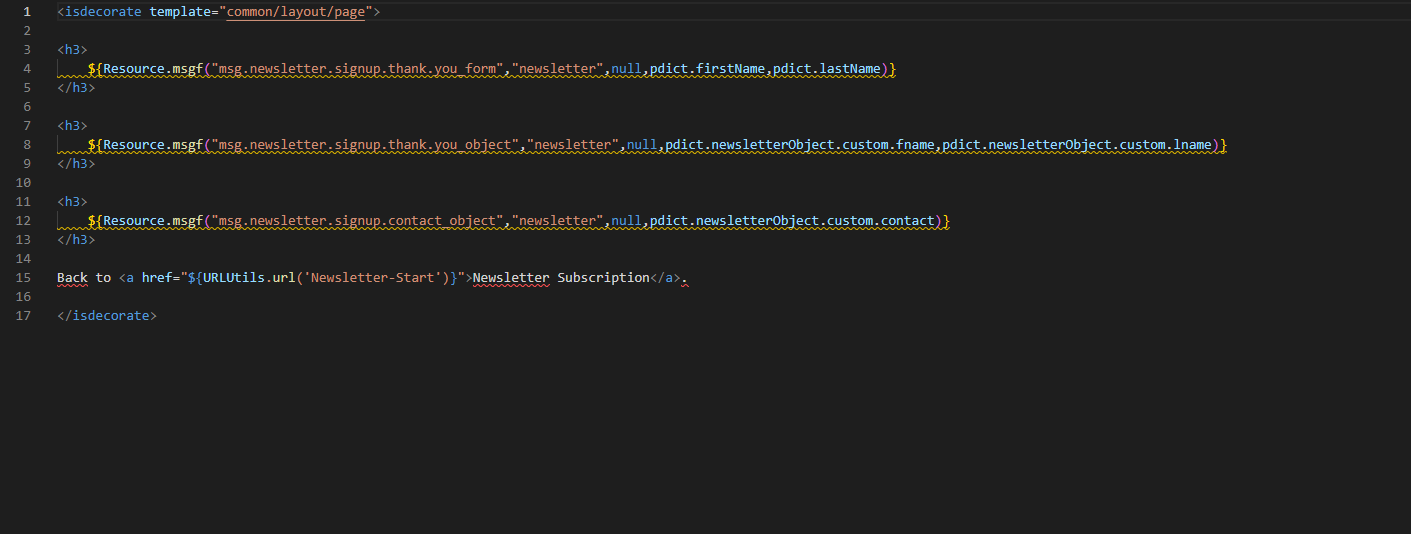 1 <isdecorate template="common/layout/page">
2
3 <h3>
4 ${Resource.msgf("msg.newsletter.signup.thank.you_form","newsletter",null,pdict.firstName,pdict.lastName)}
5 </h3>
6
7 <h3>
8 ${Resource.msgf("msg.newsletter.signup.thank.you_object","newsletter",null,pdict.newsletterObject.custom.fname,pdict.newsletterObject.custom.lname)}
9 </h3>
10
11 <h3>
12 ${Resource.msgf("msg.newsletter.signup.contact_object","newsletter",null,pdict.newsletterObject.custom.contact)}
13 </h3>
14
15 Back to <a href="${URLUtils.url('Newsletter-Start')}">Newsletter Subscription</a>.
16
17 </isdecorate>